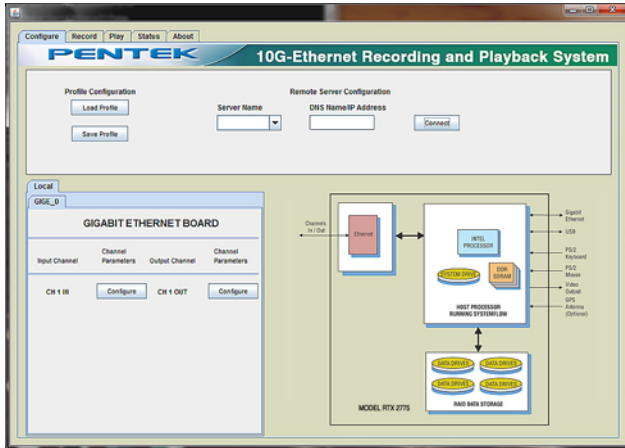 Configure Record Play Status About
PENTEK 10G-Ethernet Recording and Playback System
Profile Configuration
Load Profile
Save Profile
Remote Server Configuration
Server Name
DNS Name/IP Address
Connect
Local
GIGE_0
GIGABIT ETHERNET BOARD
Input Channel
Channel
Parameters
Output Channel
Channel
Parameters
CH 1 IN
Configure
CH 1 OUT
Configure
Channels
In / Out
Ethernet
INTEL
PROCESSOR
SYSTEM DRIVE
DDR
SDRAM
HOST PROCESSOR
RUNNING SYSTEMFLOW
Gigabit
Ethernet
USB
PS/2
Keyboard
PS/2
Mouse
Video
Output
GPS
Antenna
(Optional)
DATA DRIVES
DATA DRIVES
DATA DRIVES
DATA DRIVES
RAID DATA STORAGE
MODEL RTX 2775